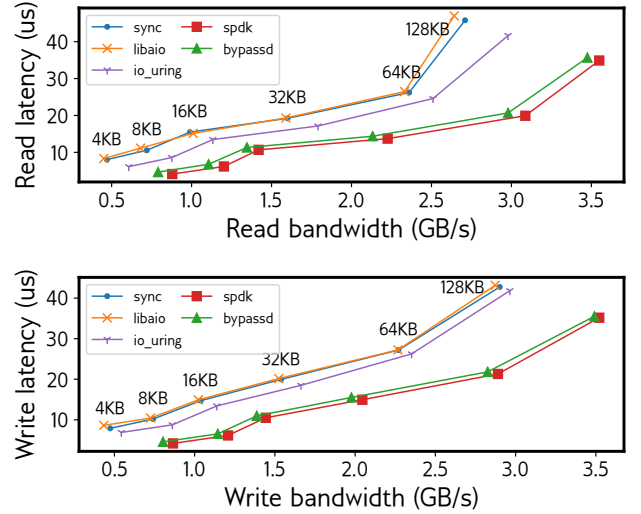 Read latency (us)
40
30
20
10
sync
libaio
io_uring
spdk
bypassd
4KB
8KB
16KB
32KB
64KB
128KB
0.5
1.0
1.5
2.0
2.5
3.0
3.5
Read bandwidth (GB/s)
Write latency (us)
40
30
20
10
sync
libaio
io_uring
spdk
bypassd
4KB
8KB
16KB
32KB
64KB
128KB
0.5
1.0
1.5
2.0
2.5
3.0
3.5
Write bandwidth (GB/s)